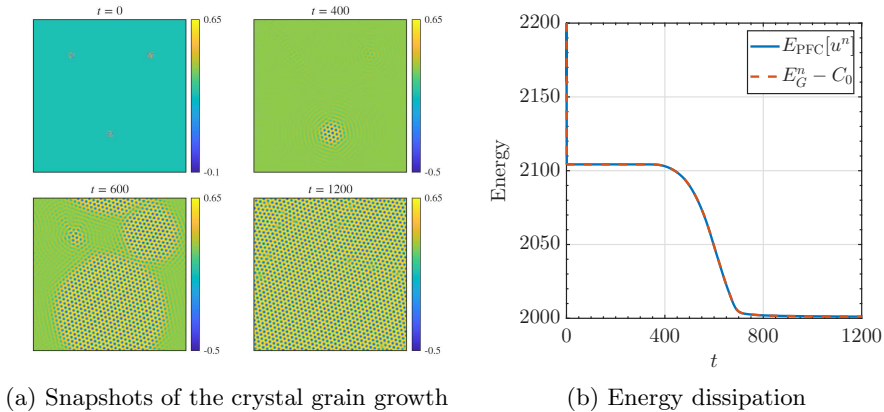 t = 0
0.65
-0.1
t = 400
0.65
-0.5
t = 600
0.65
-0.5
t = 1200
0.65
-0.5
(a) Snapshots of the crystal grain growth
2200
2150
2100
2050
2000
Energy
E_PFC[u^n]
E_G^n − C_0
0 400 800 1200
t
(b) Energy dissipation